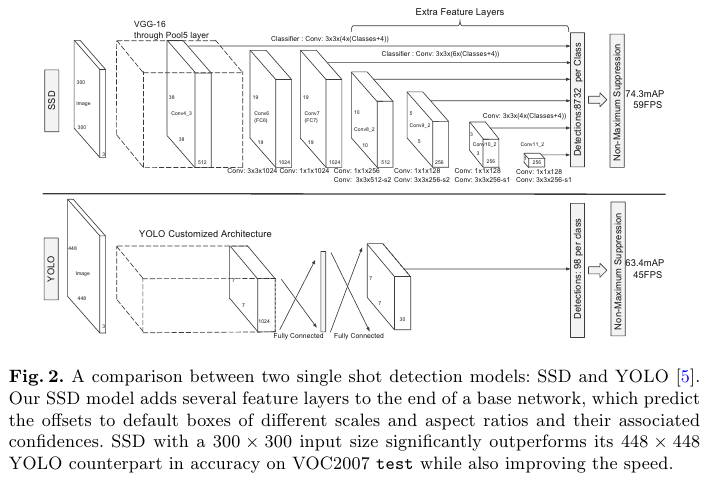 Extra Feature Layers
VGG-16
through Pool5 layer
Classifier : Conv: 3x3x(4x(Classes+4))
Classifier : Conv: 3x3x(6x(Classes+4))
SSD
300
Image
300
3
38
Conv4_3
38
512
19
Conv6
(FC6)
19
1024
19
Conv7
(FC7)
19
1024
10
Conv8_2
10
512
5
Conv9_2
5
256
Conv: 3x3x(4x(Classes+4))
3
Conv10_2
3
256
Conv11_2
256
Detections:8732 per Class
Non-Maximum Suppression
74.3mAP
59FPS
Conv: 3x3x1024
Conv: 1x1x1024
Conv: 1x1x256
Conv: 3x3x512-s2
Conv: 1x1x128
Conv: 3x3x256-s2
Conv: 1x1x128
Conv: 3x3x256-s1
Conv: 1x1x128
Conv: 3x3x256-s1
YOLO
448
Image
448
3
YOLO Customized Architecture
7
7
1024
Fully Connected
Fully Connected
7
7
30
Detections: 98 per class
Non-Maximum Suppression
63.4mAP
45FPS
Fig. 2. A comparison between two single shot detection models: SSD and YOLO [5].
Our SSD model adds several feature layers to the end of a base network, which predict
the offsets to default boxes of different scales and aspect ratios and their associated
confidences. SSD with a 300 × 300 input size significantly outperforms its 448 × 448
YOLO counterpart in accuracy on VOC2007 test while also improving the speed.